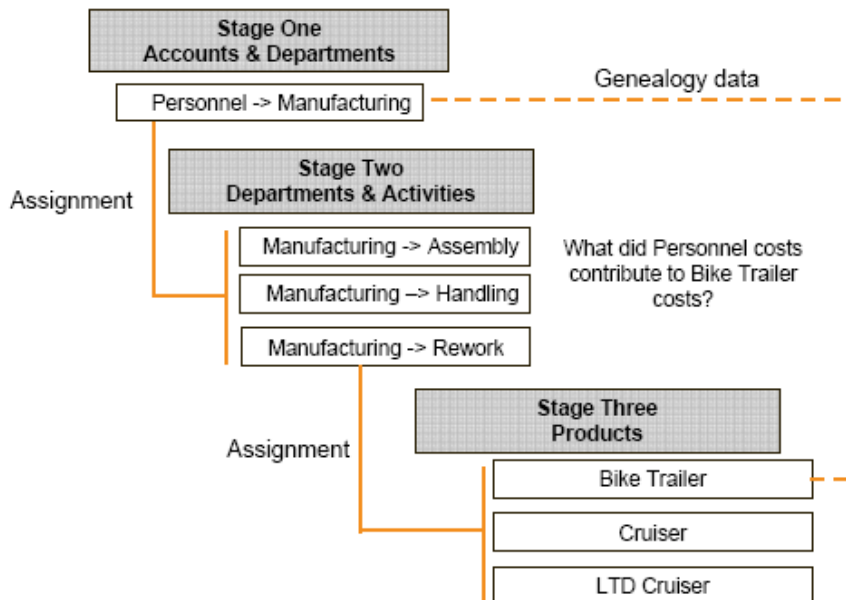 Stage One
Accounts & Departments
Genealogy data
Personnel -> Manufacturing
Stage Two
Departments & Activities
Assignment
Manufacturing -> Assembly
Manufacturing –> Handling
Manufacturing -> Rework
What did Personnel costs
contribute to Bike Trailer
costs?
Stage Three
Products
Assignment
Bike Trailer
Cruiser
LTD Cruiser